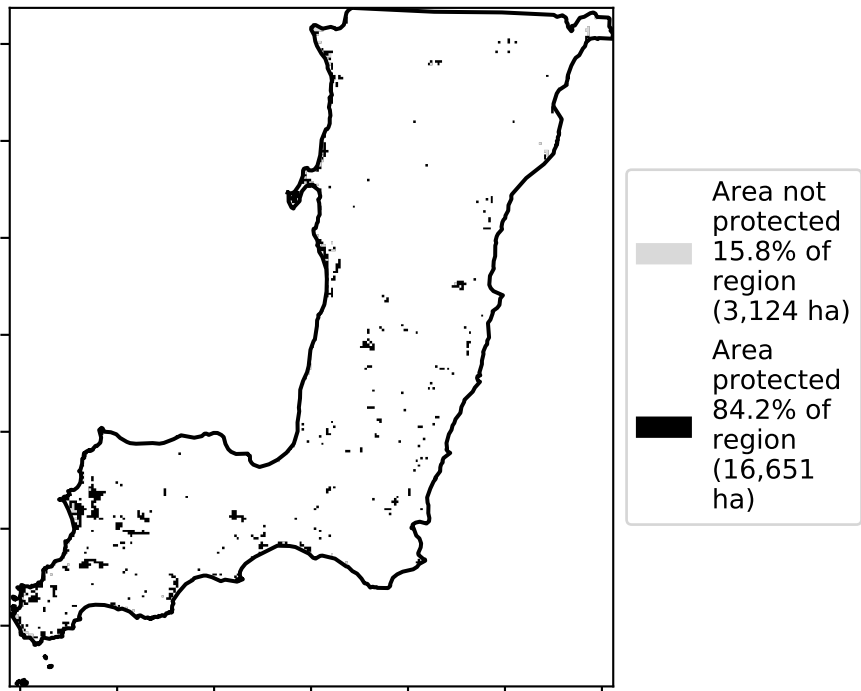 Area not
protected
15.8% of
region
(3,124 ha)
Area
protected
84.2% of
region
(16,651
ha)